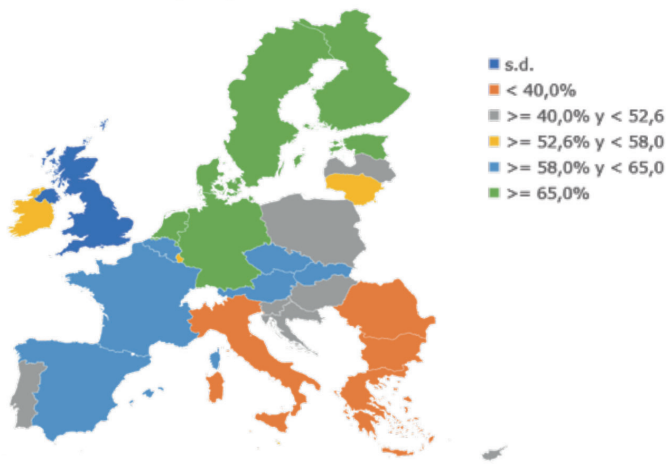 s.d.
< 40,0%
>= 40,0% y < 52,6
>= 52,6% y < 58,0
>= 58,0% y < 65,0
>= 65,0%